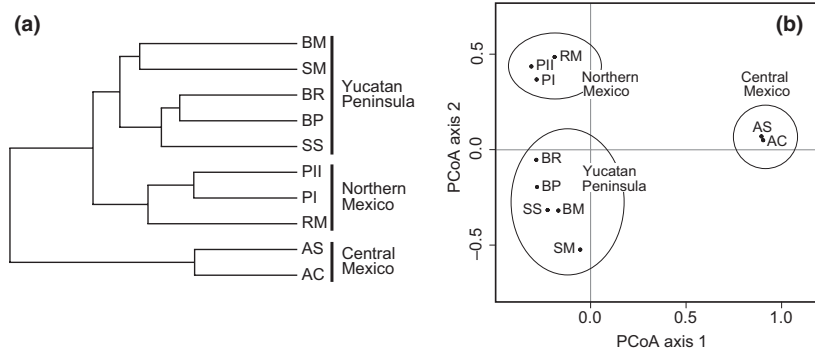 (a)
BM
SM
BR
BP
SS
PII
PI
RM
AS
AC
Yucatan
Peninsula
Northern
Mexico
Central
Mexico
(b)
PCoA axis 2
0.5
0.0
−0.5
RM
PII
PI
Northern
Mexico
Central
Mexico
AS
AC
BR
BP
SS
BM
SM
Yucatan
Peninsula
0.0
0.5
1.0
PCoA axis 1